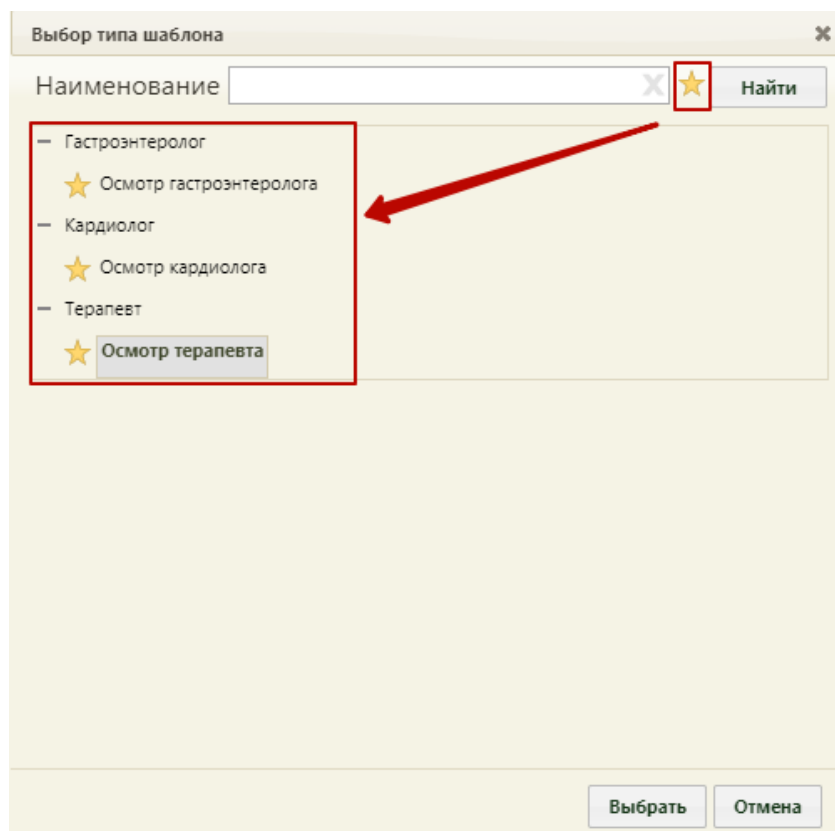 Выбор типа шаблона
Наименование X Найти
Гастроэнтеролог
Осмотр гастроэнтеролога
Кардиолог
Осмотр кардиолога
Терапевт
Осмотр терапевта
Выбрать Отмена